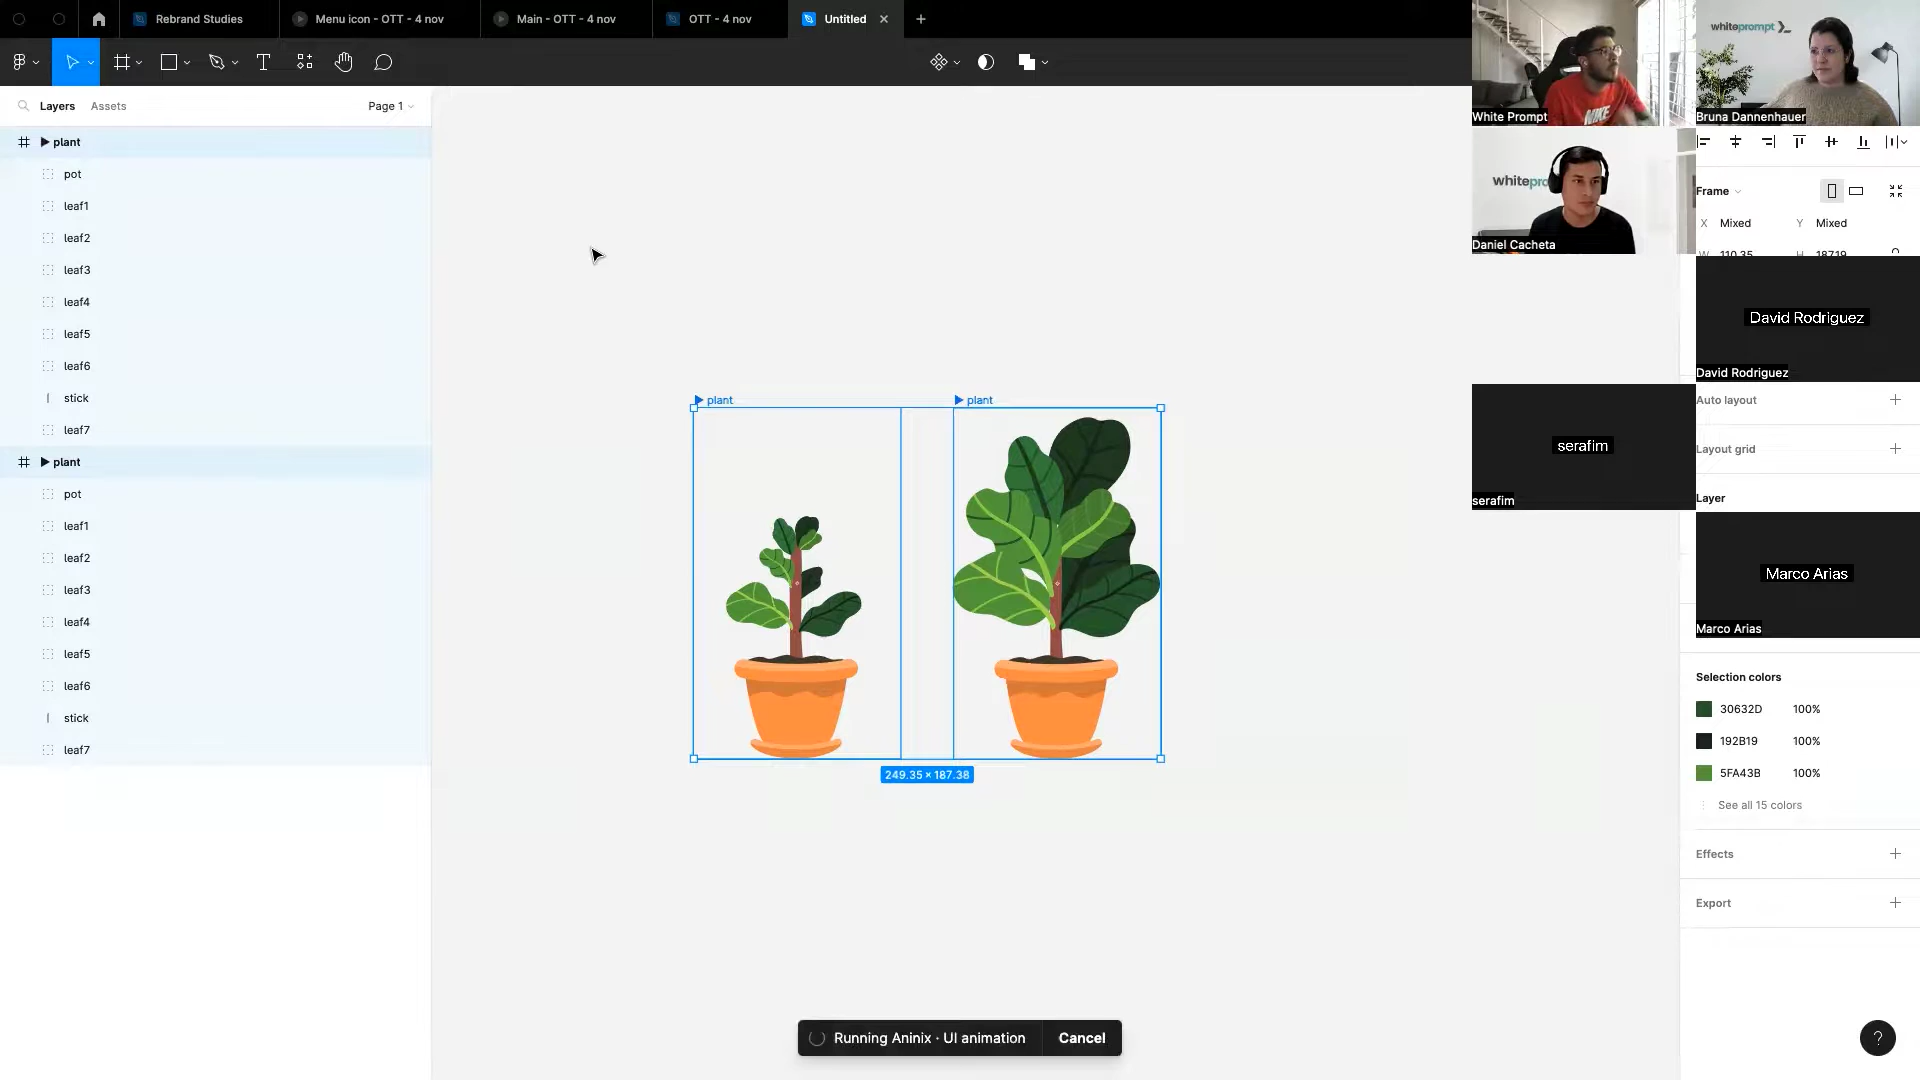 Rebrand Studies
Menu icon - OTT - 4 nov
Main - OTT - 4 nov
OTT - 4 nov
Untitled
Layers
Assets
Page 1
plant
pot
leaf1
leaf2
leaf3
leaf4
leaf5
leaf6
stick
leaf7
plant
pot
leaf1
leaf2
leaf3
leaf4
leaf5
leaf6
stick
leaf7
plant
plant
249.35 × 187.38
Running Aninix · UI animation
Cancel
White Prompt
whiteprompt
Bruna Dannenhauer
whitepro
Daniel Cacheta
Frame
X Mixed
Y Mixed
W 110.35
H 187.19
David Rodriguez
David Rodriguez
Auto layout
serafim
serafim
Layout grid
Layer
Marco Arias
Marco Arias
Selection colors
30632D 100%
192B19 100%
5FA43B 100%
See all 15 colors
Effects
Export
?